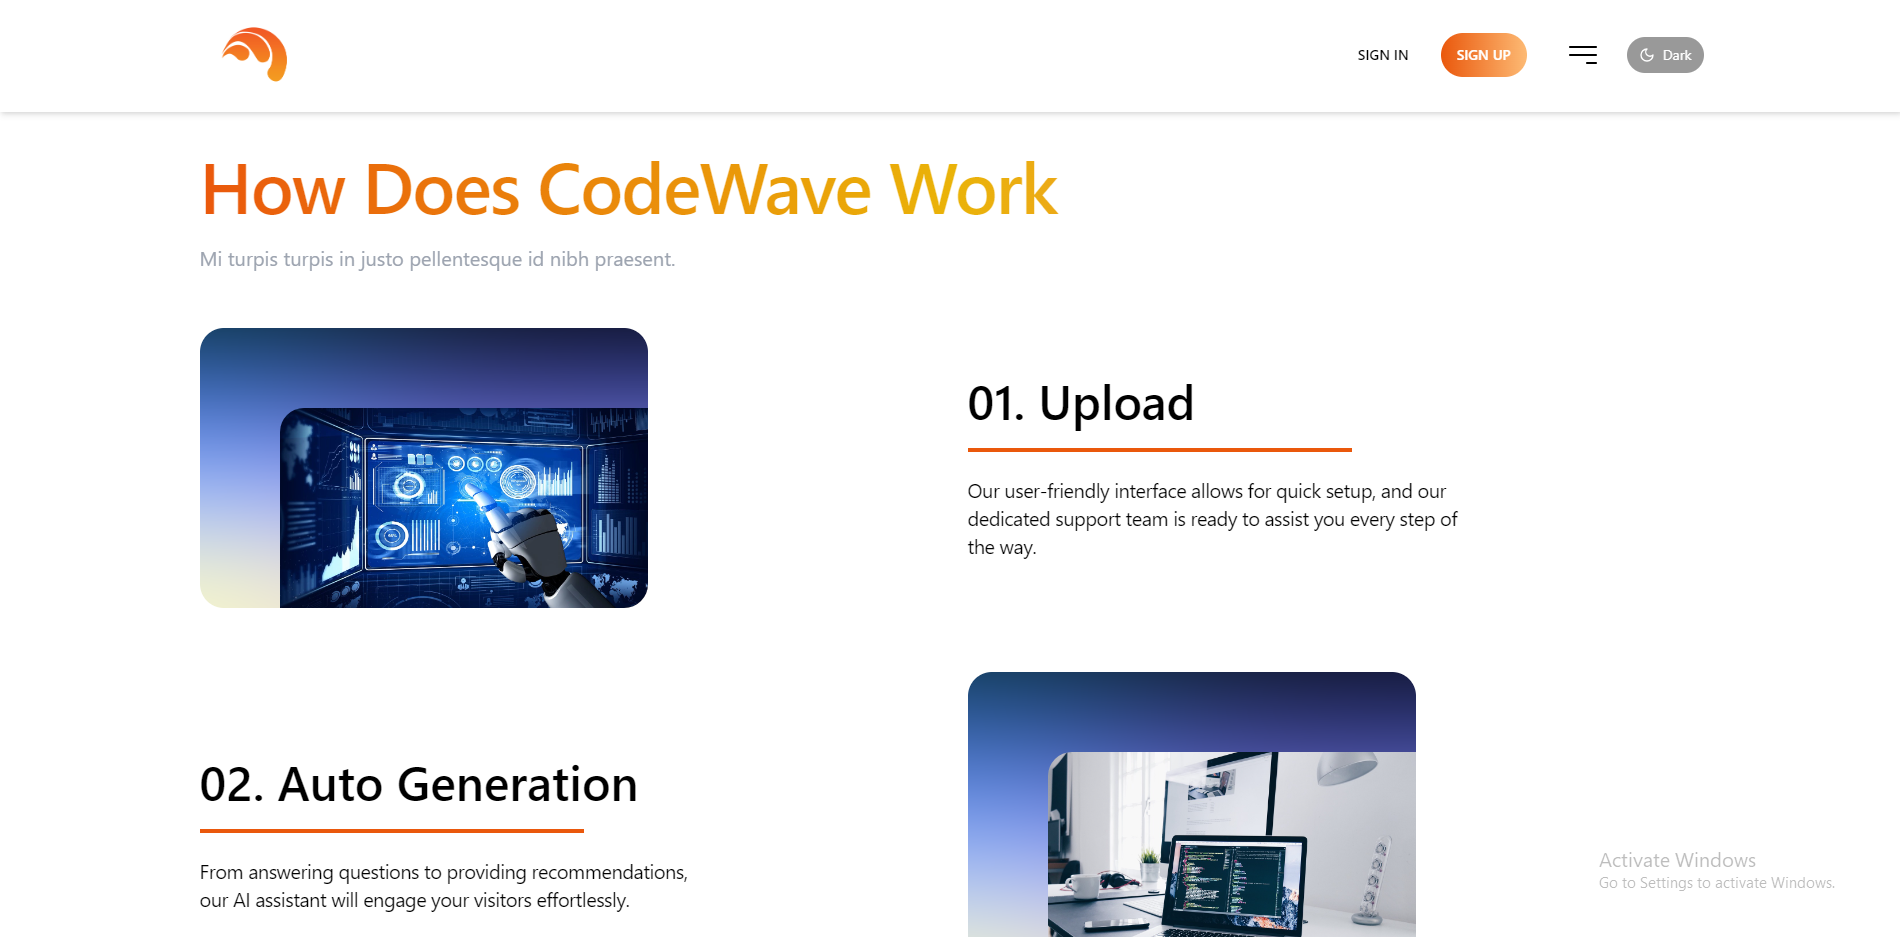 SIGN IN
SIGN UP
Dark
How Does CodeWave Work
Mi turpis turpis in justo pellentesque id nibh praesent.
01. Upload
Our user-friendly interface allows for quick setup, and our
dedicated support team is ready to assist you every step of
the way.
02. Auto Generation
From answering questions to providing recommendations,
our AI assistant will engage your visitors effortlessly.
Activate Windows
Go to Settings to activate Windows.